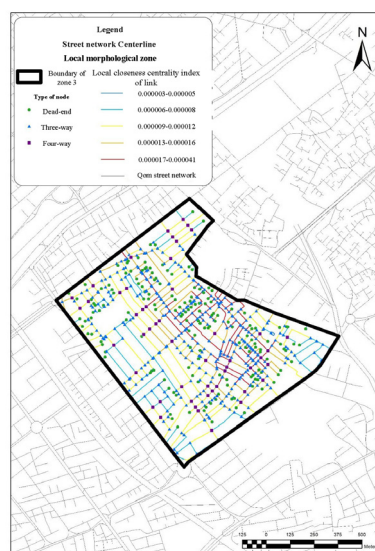 Legend
Street network Centerline
Local morphological zone
Boundary of zone 3
Local closeness centrality index of link
Type of node
Dead-end
Three-way
Four-way
0.000003-0.000005
0.000006-0.000008
0.000009-0.000012
0.000013-0.000016
0.000017-0.000041
Qom street network
N
125 0 125 250 375 500
Mete